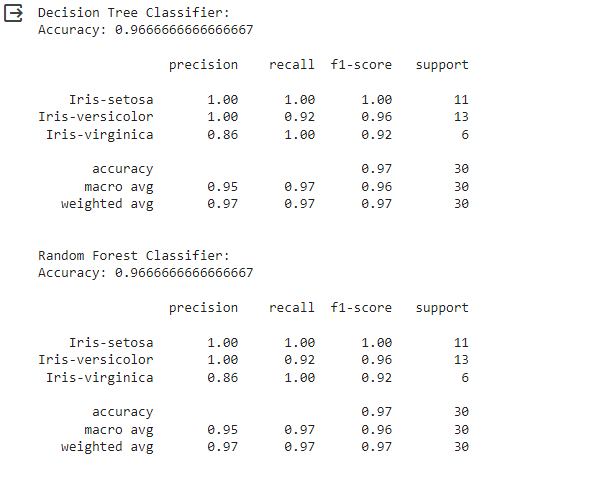 Decision Tree Classifier:
Accuracy: 0.9666666666666667
precision recall f1-score support
Iris-setosa 1.00 1.00 1.00 11
Iris-versicolor 1.00 0.92 0.96 13
Iris-virginica 0.86 1.00 0.92 6
accuracy 0.97 30
macro avg 0.95 0.97 0.96 30
weighted avg 0.97 0.97 0.97 30
Random Forest Classifier:
Accuracy: 0.9666666666666667
precision recall f1-score support
Iris-setosa 1.00 1.00 1.00 11
Iris-versicolor 1.00 0.92 0.96 13
Iris-virginica 0.86 1.00 0.92 6
accuracy 0.97 30
macro avg 0.95 0.97 0.96 30
weighted avg 0.97 0.97 0.97 30